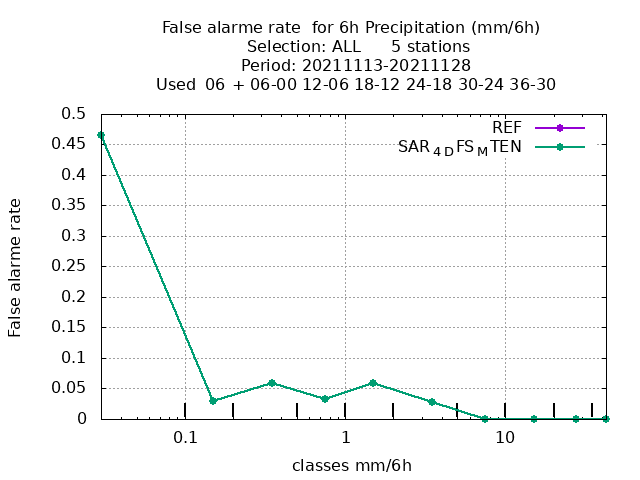 False alarme rate  for 6h Precipitation (mm/6h)
Selection: ALL      5 stations
Period: 20211113-20211128
Used  06 + 06-00 12-06 18-12 24-18 30-24 36-30
REF
SAR4DFSMTEN
0.5
0.45
0.4
0.35
0.3
0.25
0.2
0.15
0.1
0.05
0
False alarme rate
0.1 1 10
classes mm/6h